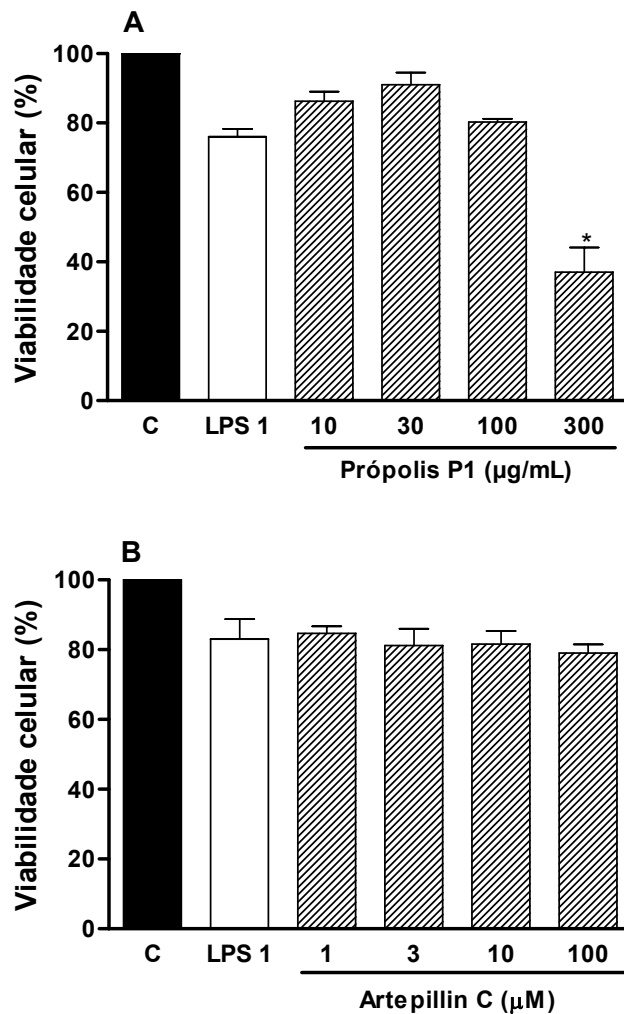 A
Viabilidade celular (%)
100
80
60
40
80
0
*
C LPS 1 10 30 100 300
Própolis P1 (µg/mL)
B
Viabilidade celular (%)
100
80
60
40
20
0
C LPS 1 1 3 10 100
Artepillin C (µM)